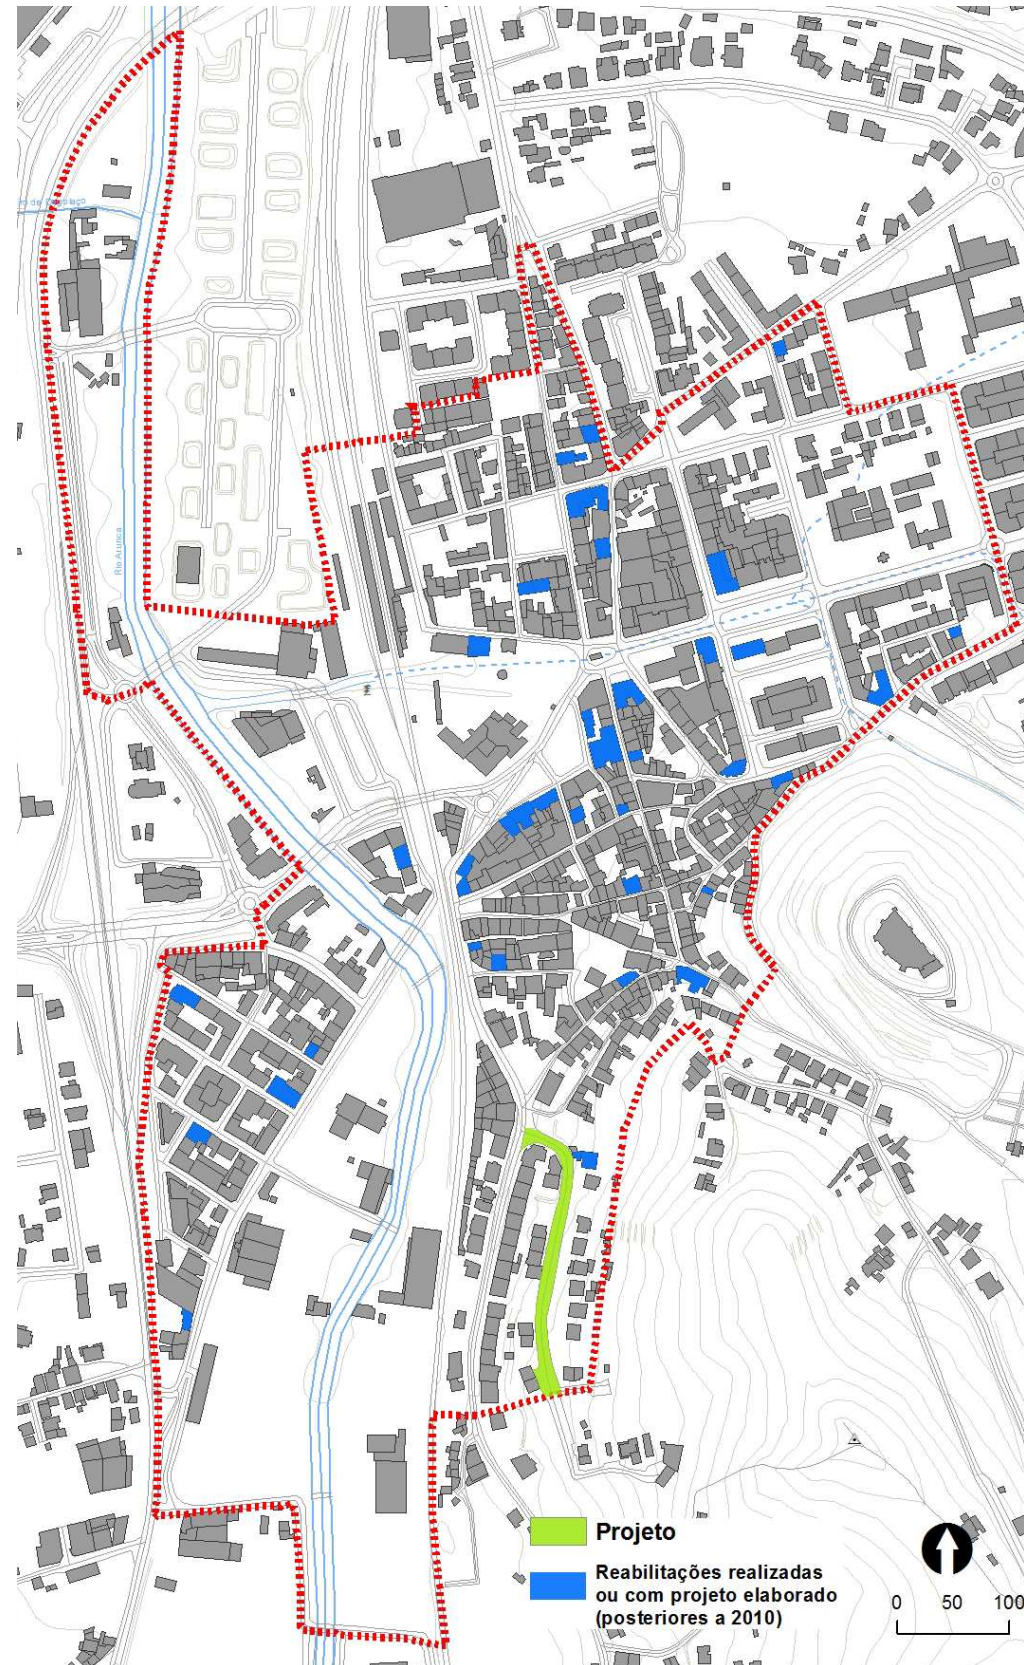 Rio Arunca
Projeto
Reabilitações realizadas
ou com projeto elaborado
(posteriores a 2010)
0 50 100